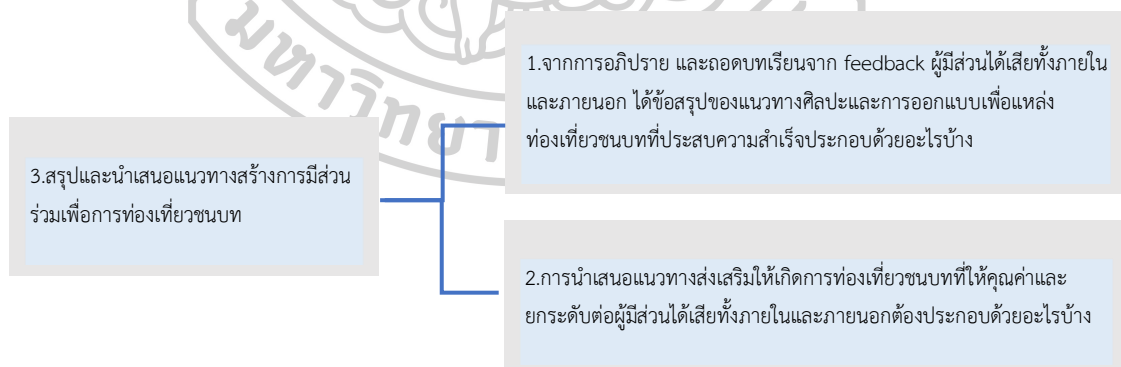 มหาวิทยา
3.สรุปและนำเสนอแนวทางสร้างการมีส่วน
ร่วมเพื่อการท่องเที่ยวชนบท
1.จากการอภิปราย และถอดบทเรียนจาก feedback ผู้มีส่วนได้เสียทั้งภายใน
และภายนอก ได้ข้อสรุปของแนวทางศิลปะและการออกแบบเพื่อแหล่ง
ท่องเที่ยวชนบทที่ประสบความสำเร็จประกอบด้วยอะไรบ้าง
2.การนำเสนอแนวทางส่งเสริมให้เกิดการท่องเที่ยวชนบทที่ให้คุณค่าและ
ยกระดับต่อผู้มีส่วนได้เสียทั้งภายในและภายนอกต้องประกอบด้วยอะไรบ้าง